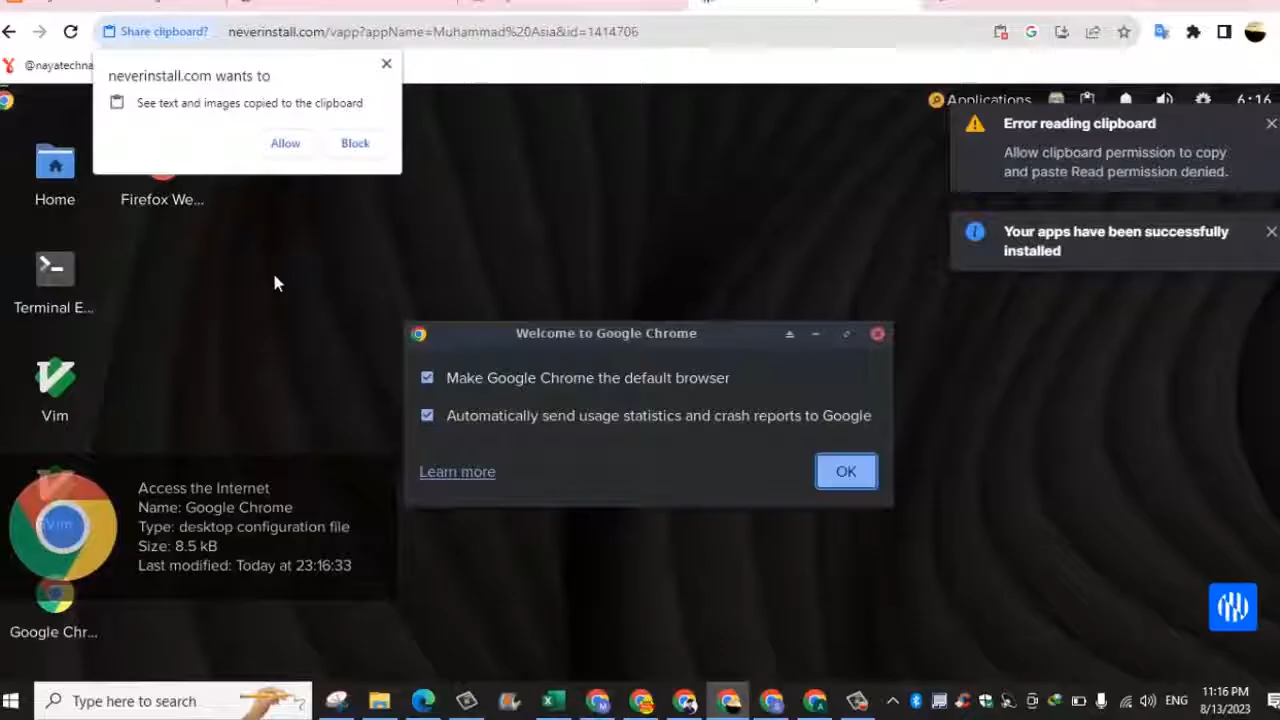 Share clipboard?
neverinstall.com/vapp?appName=Muhammad%20Asia&id=1414706
@nayatechna
neverinstall.com wants to
See text and images copied to the clipboard
Allow
Block
Applications
6:16
Error reading clipboard
Allow clipboard permission to copy
and paste Read permission denied.
Your apps have been successfully
installed
Home
Firefox We...
Terminal E...
Vim
Welcome to Google Chrome
Make Google Chrome the default browser
Automatically send usage statistics and crash reports to Google
Learn more
OK
Access the Internet
Name: Google Chrome
Type: desktop configuration file
Size: 8.5 kB
Last modified: Today at 23:16:33
Vim
Google Chr...
Type here to search
ENG
11:16 PM
8/13/2023